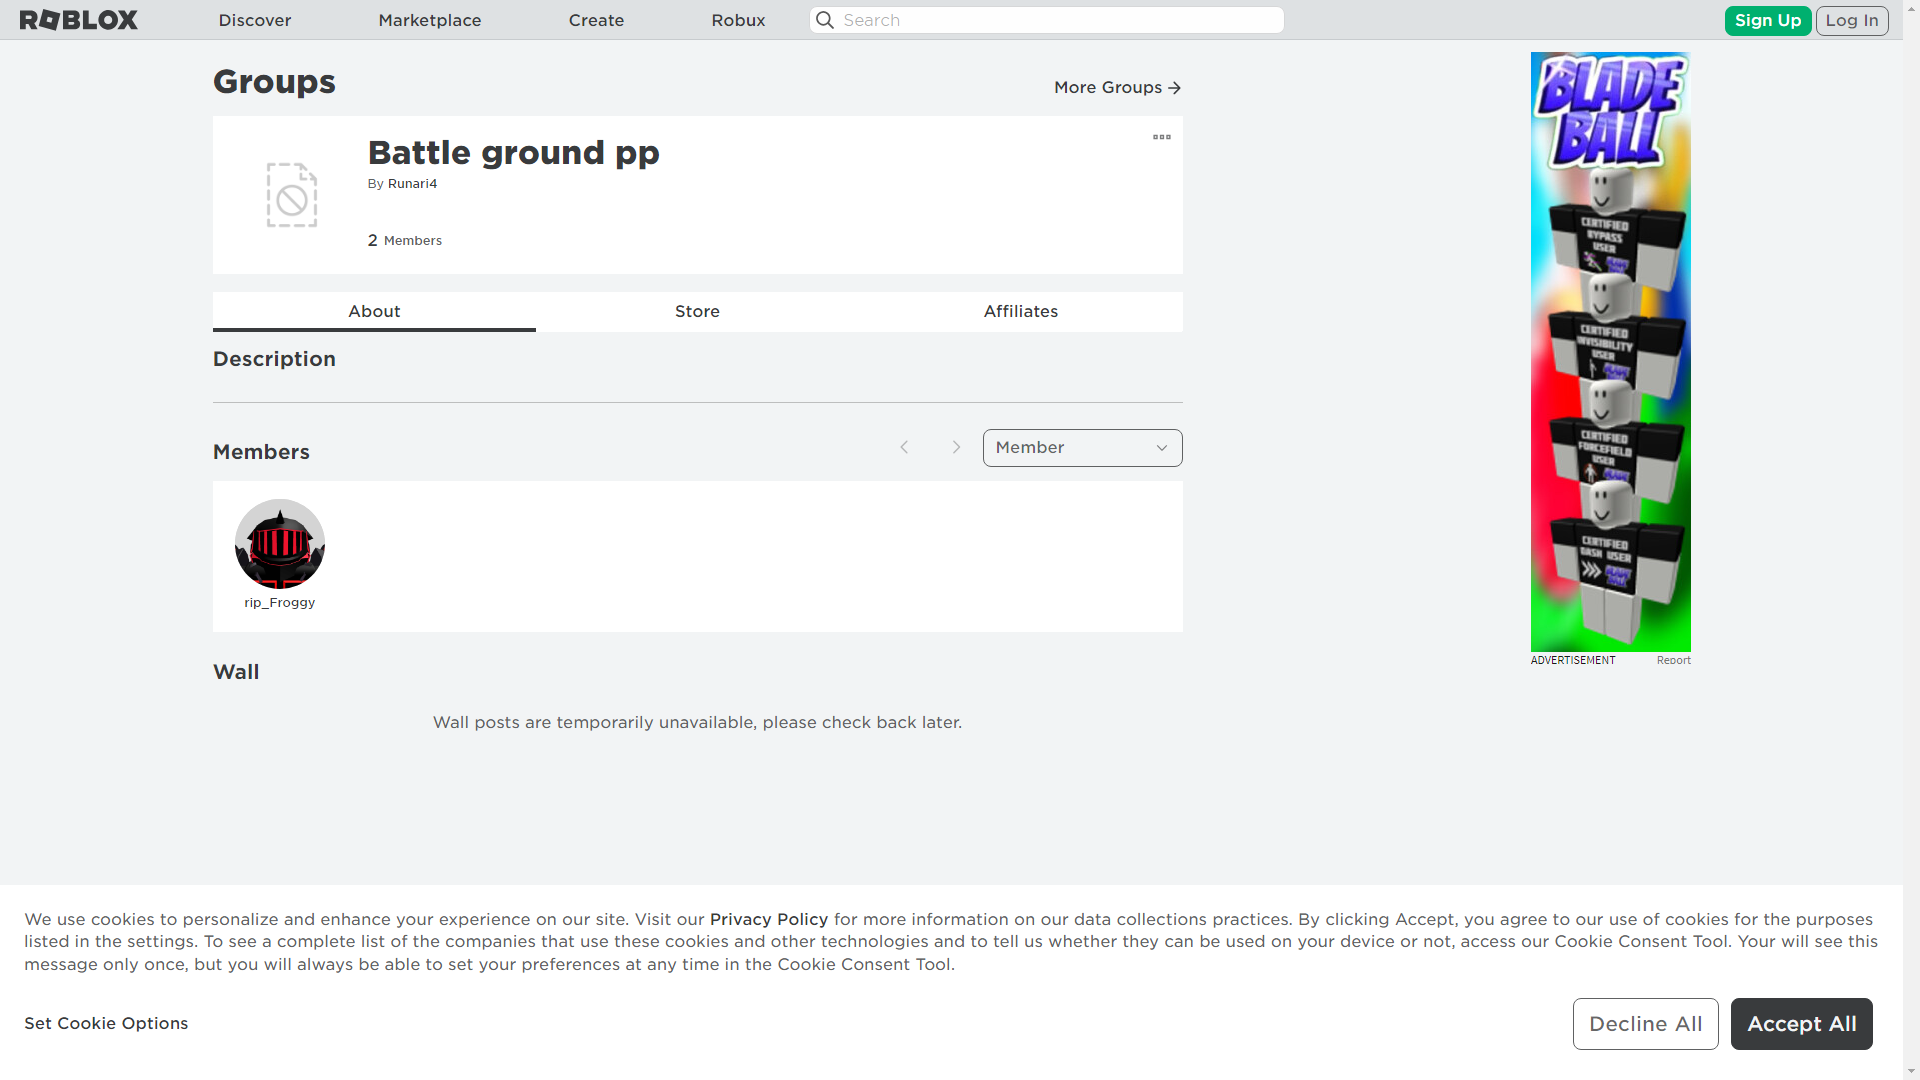 ROBLOX
Discover
Marketplace
Create
Robux
Search
Sign Up
Log In
Groups
More Groups
Battle ground pp
By Runari4
2 Members
About
Store
Affiliates
Description
Members
Member
rip_Froggy
Wall
Wall posts are temporarily unavailable, please check back later.
BLADE
BALL
CERTIFIED
BYPASS
USER
CERTIFIED
INVISIBILITY
USER
CERTIFIED
FORCEFIELD
USER
CERTIFIED
DASH USER
ADVERTISEMENT
Report
We use cookies to personalize and enhance your experience on our site. Visit our Privacy Policy for more information on our data collections practices. By clicking Accept, you agree to our use of cookies for the purposes
listed in the settings. To see a complete list of the companies that use these cookies and other technologies and to tell us whether they can be used on your device or not, access our Cookie Consent Tool. Your will see this
message only once, but you will always be able to set your preferences at any time in the Cookie Consent Tool.
Set Cookie Options
Decline All
Accept All